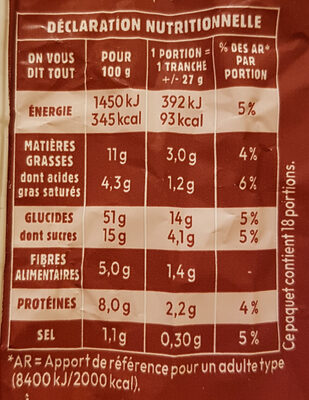 DÉCLARATION NUTRITIONNELLE
ON VOUS DIT TOUT POUR 100 g 1 PORTION = 1 TRANCHE +/- 27 g % DES AR* PAR PORTION
ÉNERGIE 1450 kJ 345 kcal 392 kJ 93 kcal 5%
MATIÈRES GRASSES 11g 3,0g 4%
dont acides gras saturés 4,3g 1,2g 6%
GLUCIDES 51g 14g 5%
dont sucres 15g 4,1g 5%
FIBRES ALIMENTAIRES 5,0g 1,4g -
PROTÉINES 8,0g 2,2g 4%
SEL 1,1g 0,30g 5%
*AR = Apport de référence pour un adulte type
(8400 kJ/2000 kcal).
Ce paquet contient 18 portions.